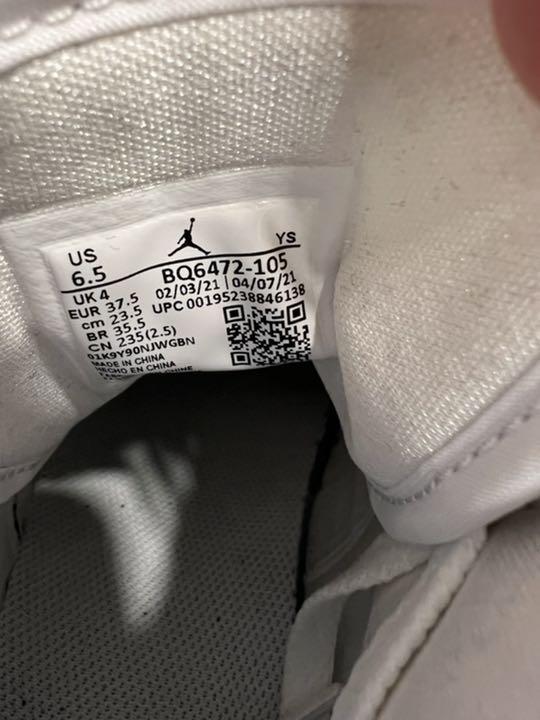 US
6.5
UK 4
EUR 37.5
cm 23.5
BR 35.5
CN 235(2.5)
01K9Y90NJWGBN
MADE IN CHINA
HECHO EN CHINA
YS
BQ6472-105
02/03/21 | 04/07/21
UPC 00195238846138